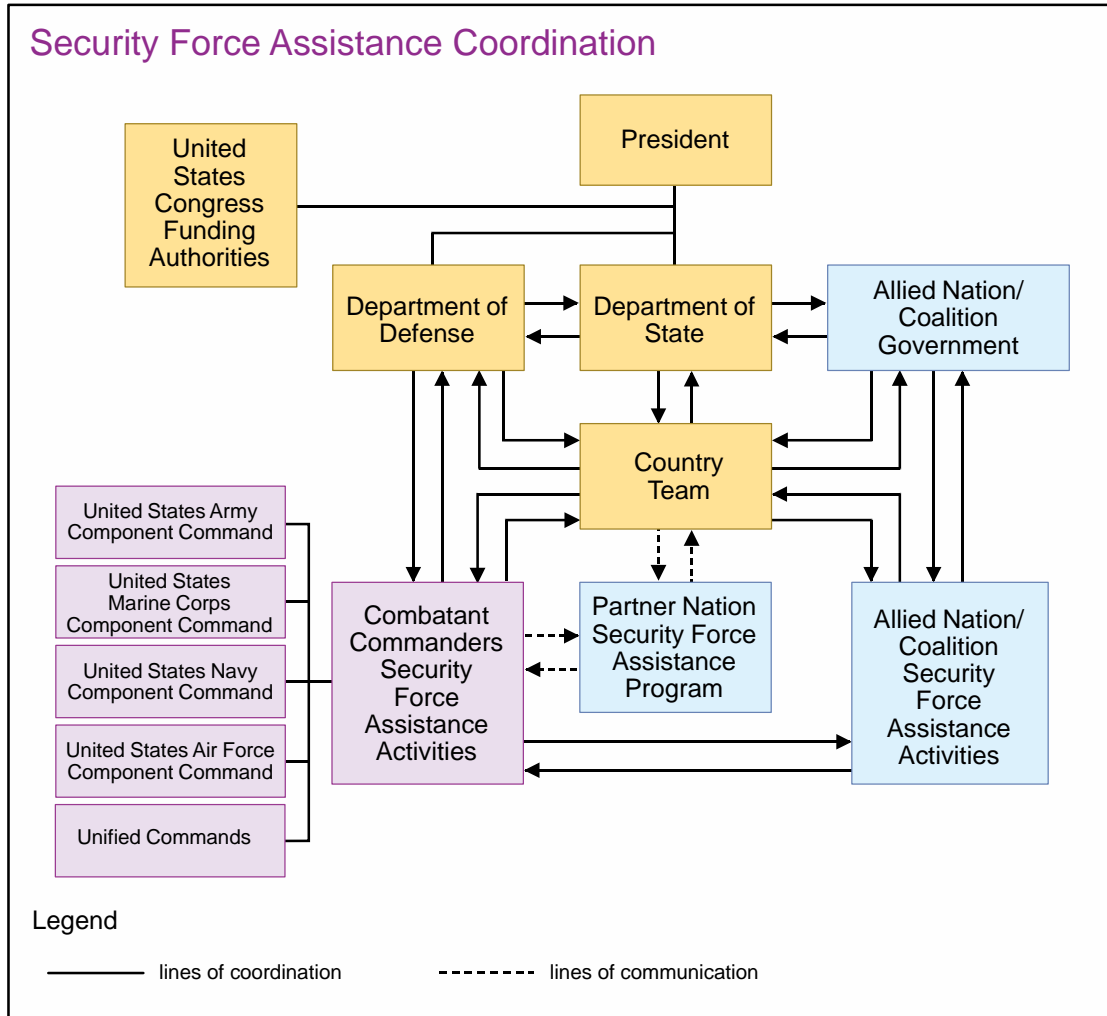 Security Force Assistance Coordination
President
United
States
Congress
Funding
Authorities
Department of
Defense
Department of
State
Allied Nation/
Coalition
Government
Country
Team
United States Army
Component Command
United States
Marine Corps
Component Command
United States Navy
Component Command
United States Air Force
Component Command
Unified Commands
Combatant
Commanders
Security
Force
Assistance
Activities
Partner Nation
Security Force
Assistance
Program
Allied Nation/
Coalition
Security
Force
Assistance
Activities
Legend
lines of coordination
lines of communication